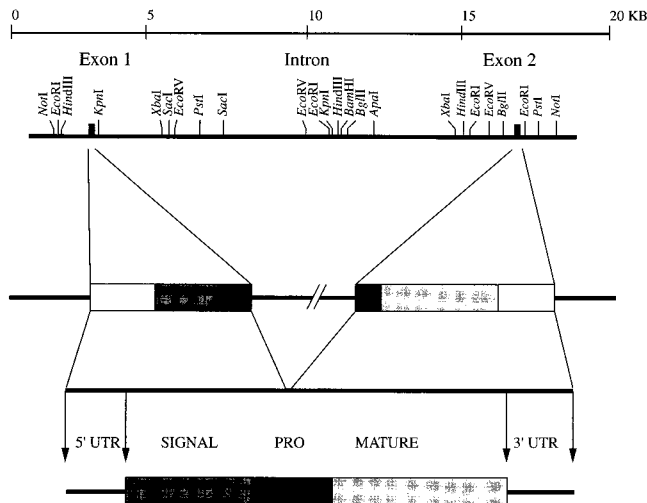 0 5 10 15 20 KB
Exon 1 Intron Exon 2
NotI EcoRI HindIII KpnI XbaI SacI EcoRV PstI SacI EcoRV EcoRI KpnI HindIII BamHI BglII ApaI XbaI HindIII EcoRI EcoRV BglII EcoRI PstI NotI
5' UTR SIGNAL PRO MATURE 3' UTR